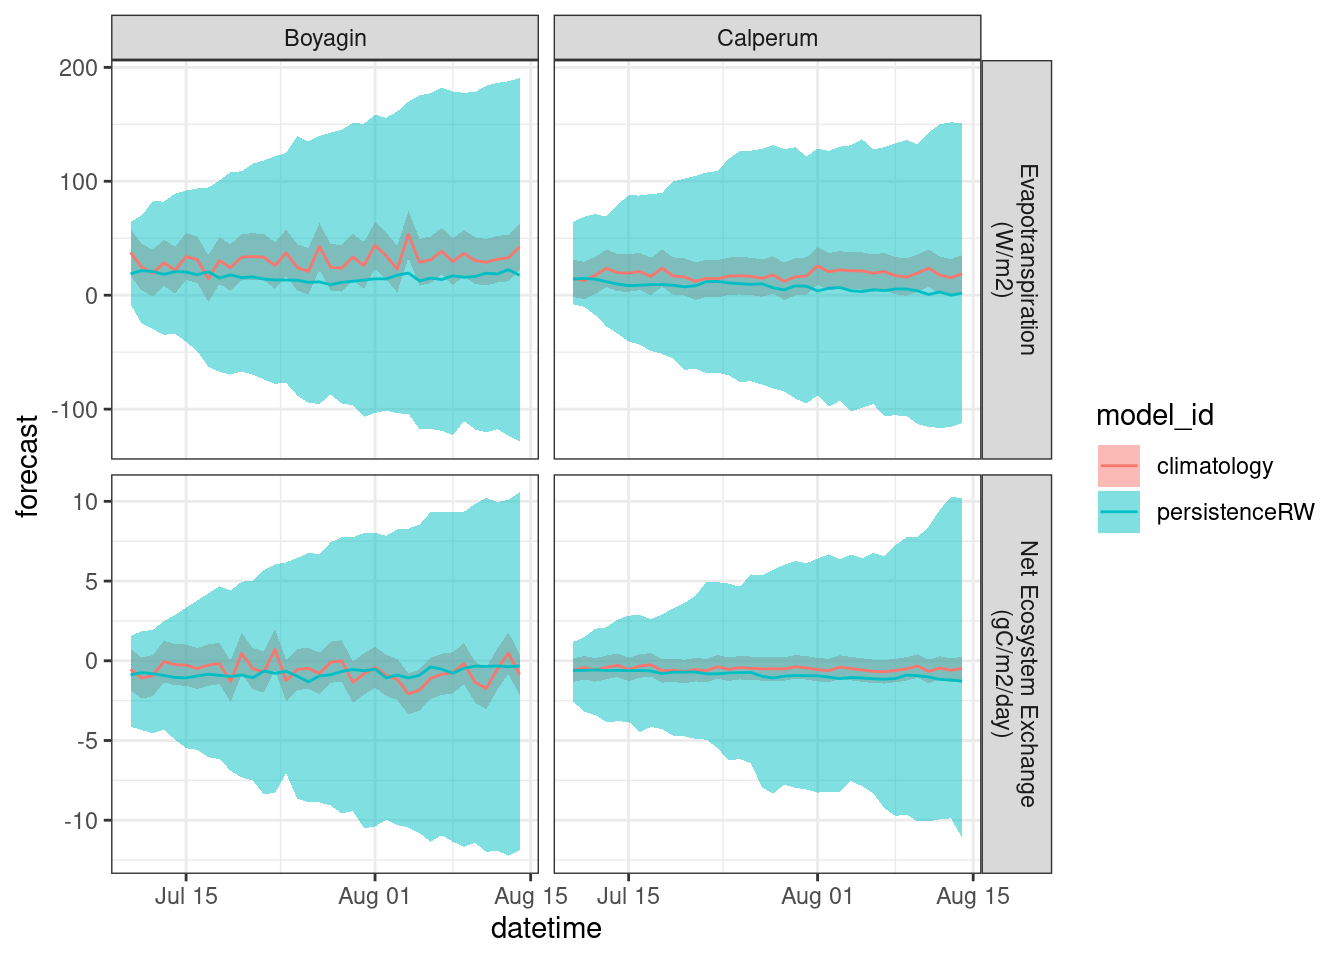 Boyagin
Calperum
200
100
0
-100
Evapotranspiration
(W/m2)
10
5
0
-5
-10
Net Ecosystem Exchange
(gC/m2/day)
Jul 15
Aug 01
Aug 15
Jul 15
Aug 01
Aug 15
datetime
forecast
model_id
climatology
persistenceRW